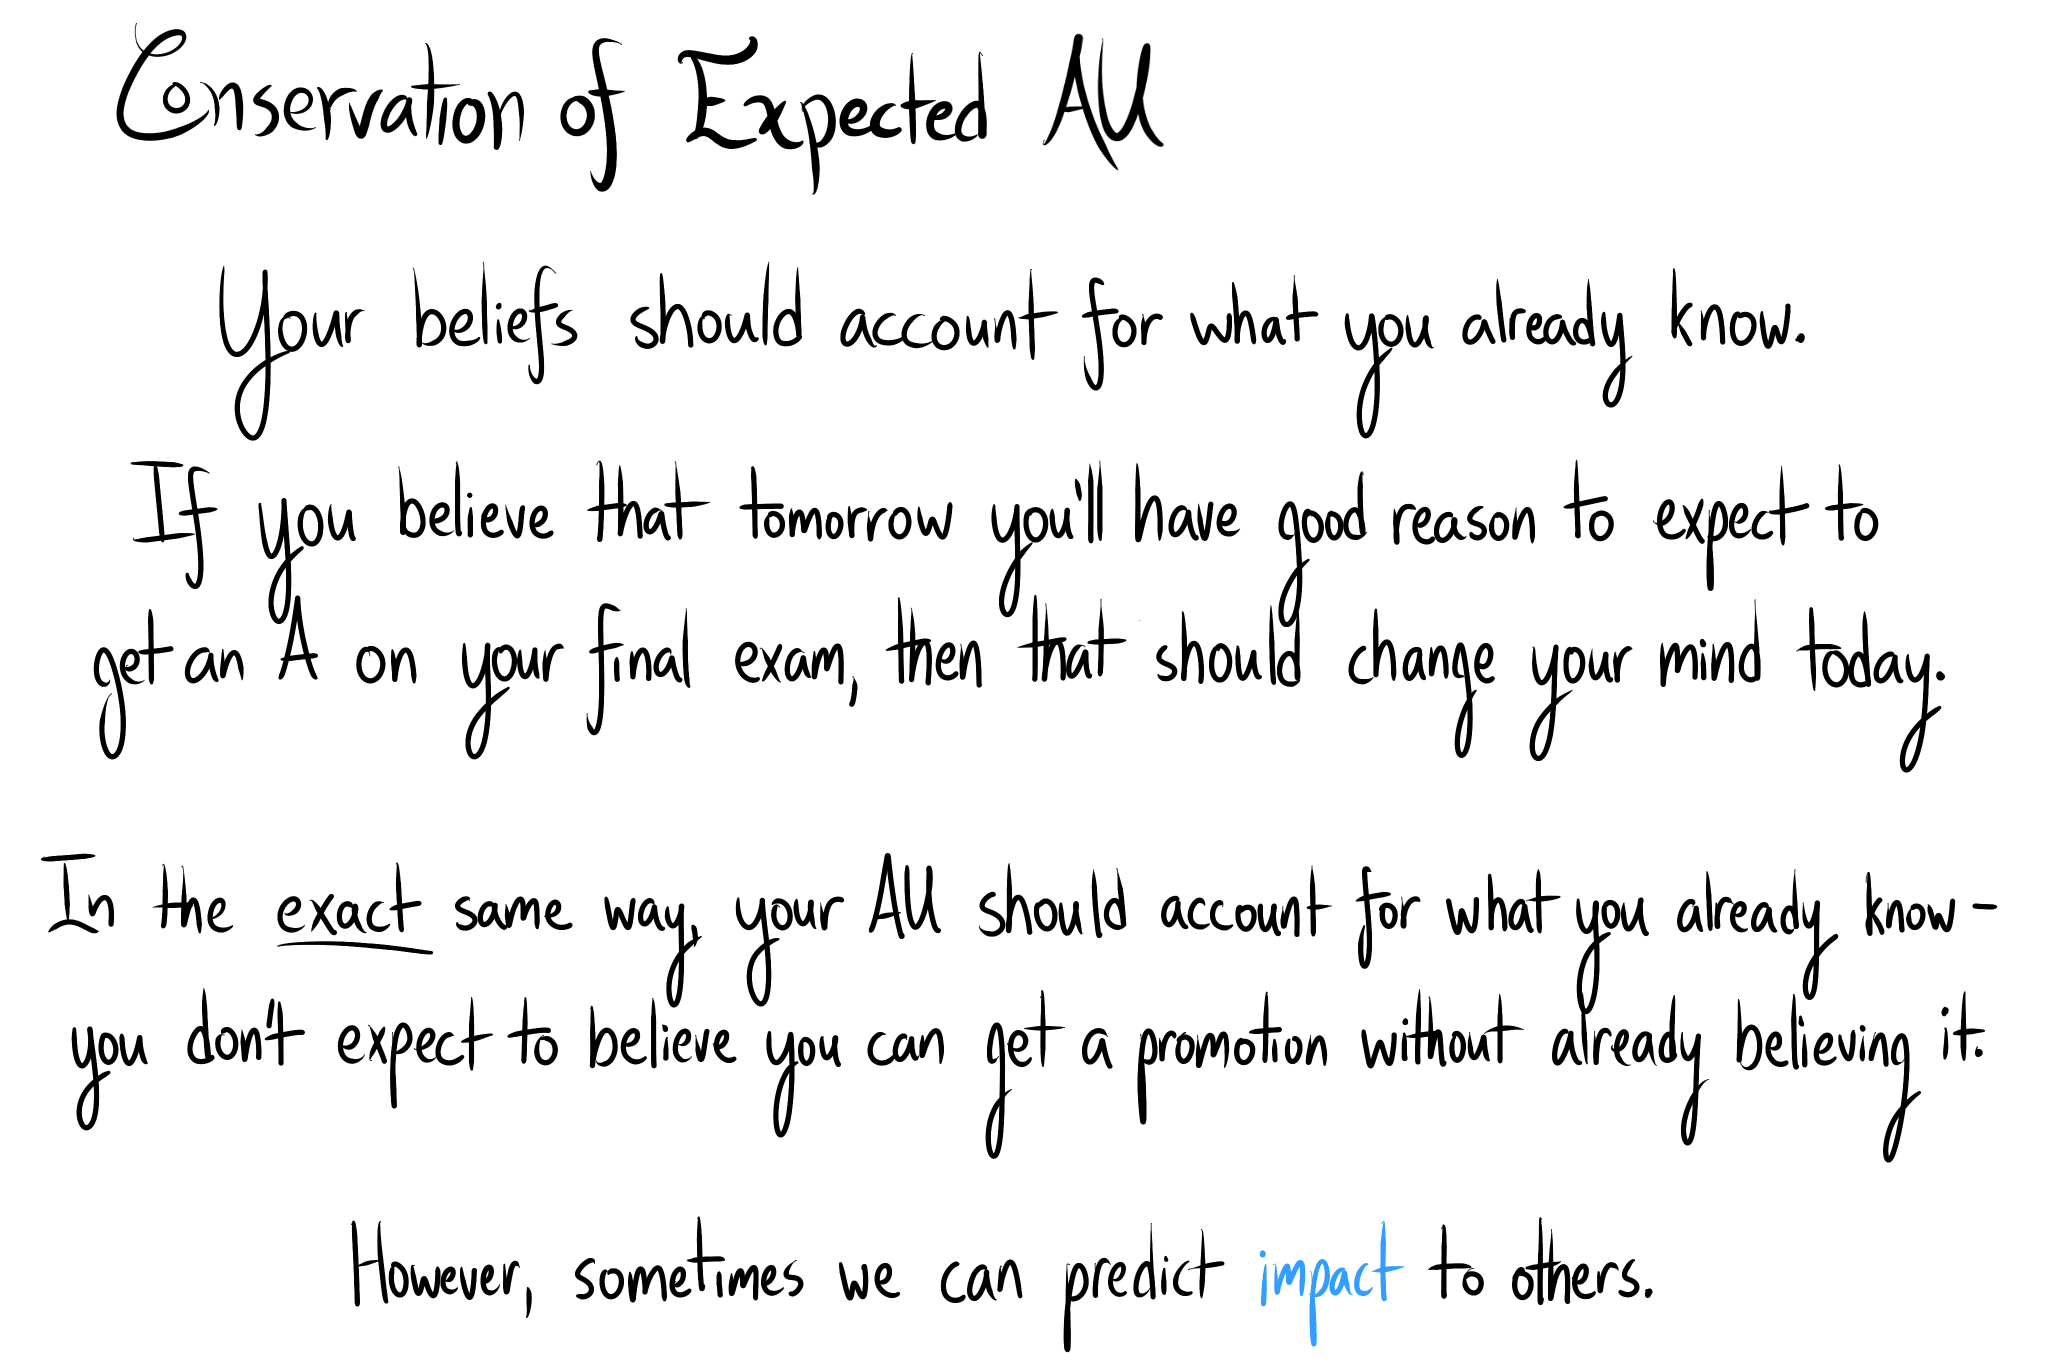 Conservation of Expected AU
Your beliefs should account for what you already know.
If you believe that tomorrow you'll have good reason to expect to
get an A on your final exam, then that should change your mind today.
In the exact same way, your AU should account for what you already know -
you don't expect to believe you can get a promotion without already believing it.
However, sometimes we can predict impact to others.